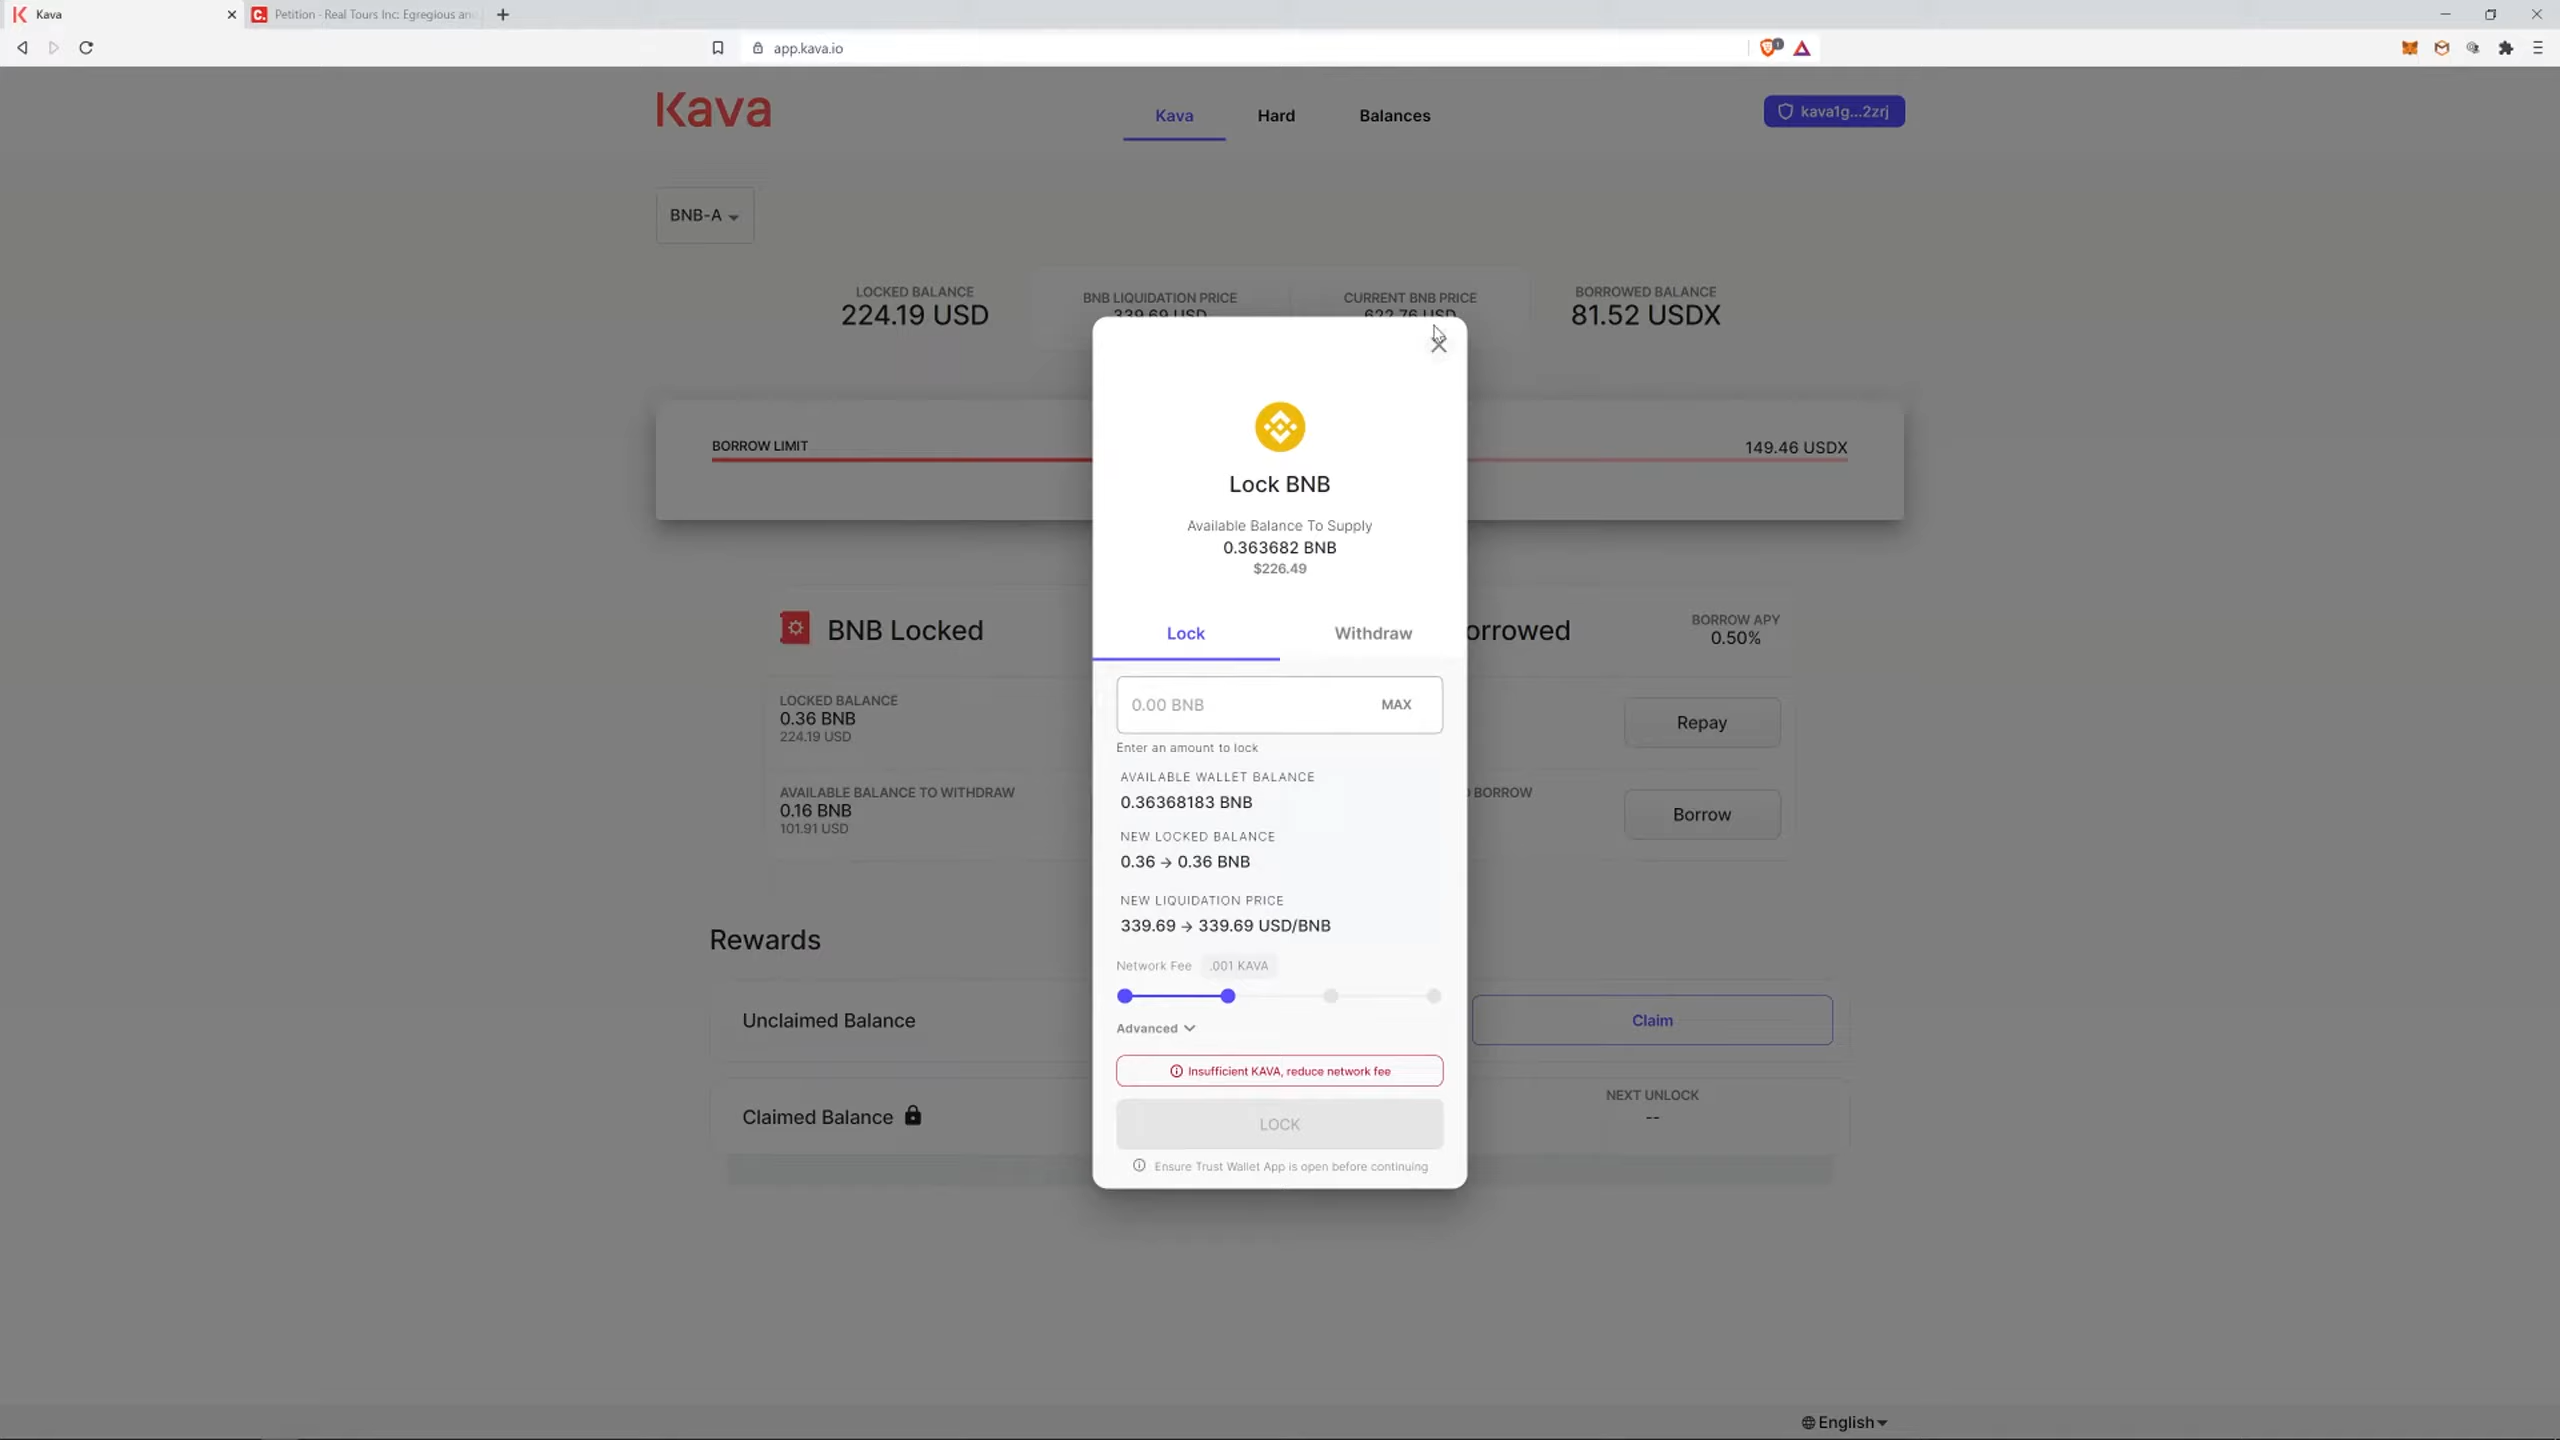 Kava
Petition · Real Tours Inc: Egregious an
app.kava.io
Kava
Kava
Hard
Balances
kava1g...2zrj
BNB-A
LOCKED BALANCE
224.19 USD
BNB LIQUIDATION PRICE
339.69 USD
CURRENT BNB PRICE
622.76 USD
BORROWED BALANCE
81.52 USDX
BORROW LIMIT
149.46 USDX
Lock BNB
Available Balance To Supply
0.363682 BNB
$226.49
Lock
Withdraw
0.00 BNB
MAX
Enter an amount to lock
AVAILABLE WALLET BALANCE
0.36368183 BNB
NEW LOCKED BALANCE
0.36 → 0.36 BNB
NEW LIQUIDATION PRICE
339.69 → 339.69 USD/BNB
Network Fee .001 KAVA
Advanced
Insufficient KAVA, reduce network fee
LOCK
Ensure Trust Wallet App is open before continuing
BNB Locked
LOCKED BALANCE
0.36 BNB
224.19 USD
AVAILABLE BALANCE TO WITHDRAW
0.16 BNB
101.91 USD
orrowed
BORROW APY
0.50%
Repay
BORROW
Borrow
Rewards
Unclaimed Balance
Claim
Claimed Balance
NEXT UNLOCK
--
English